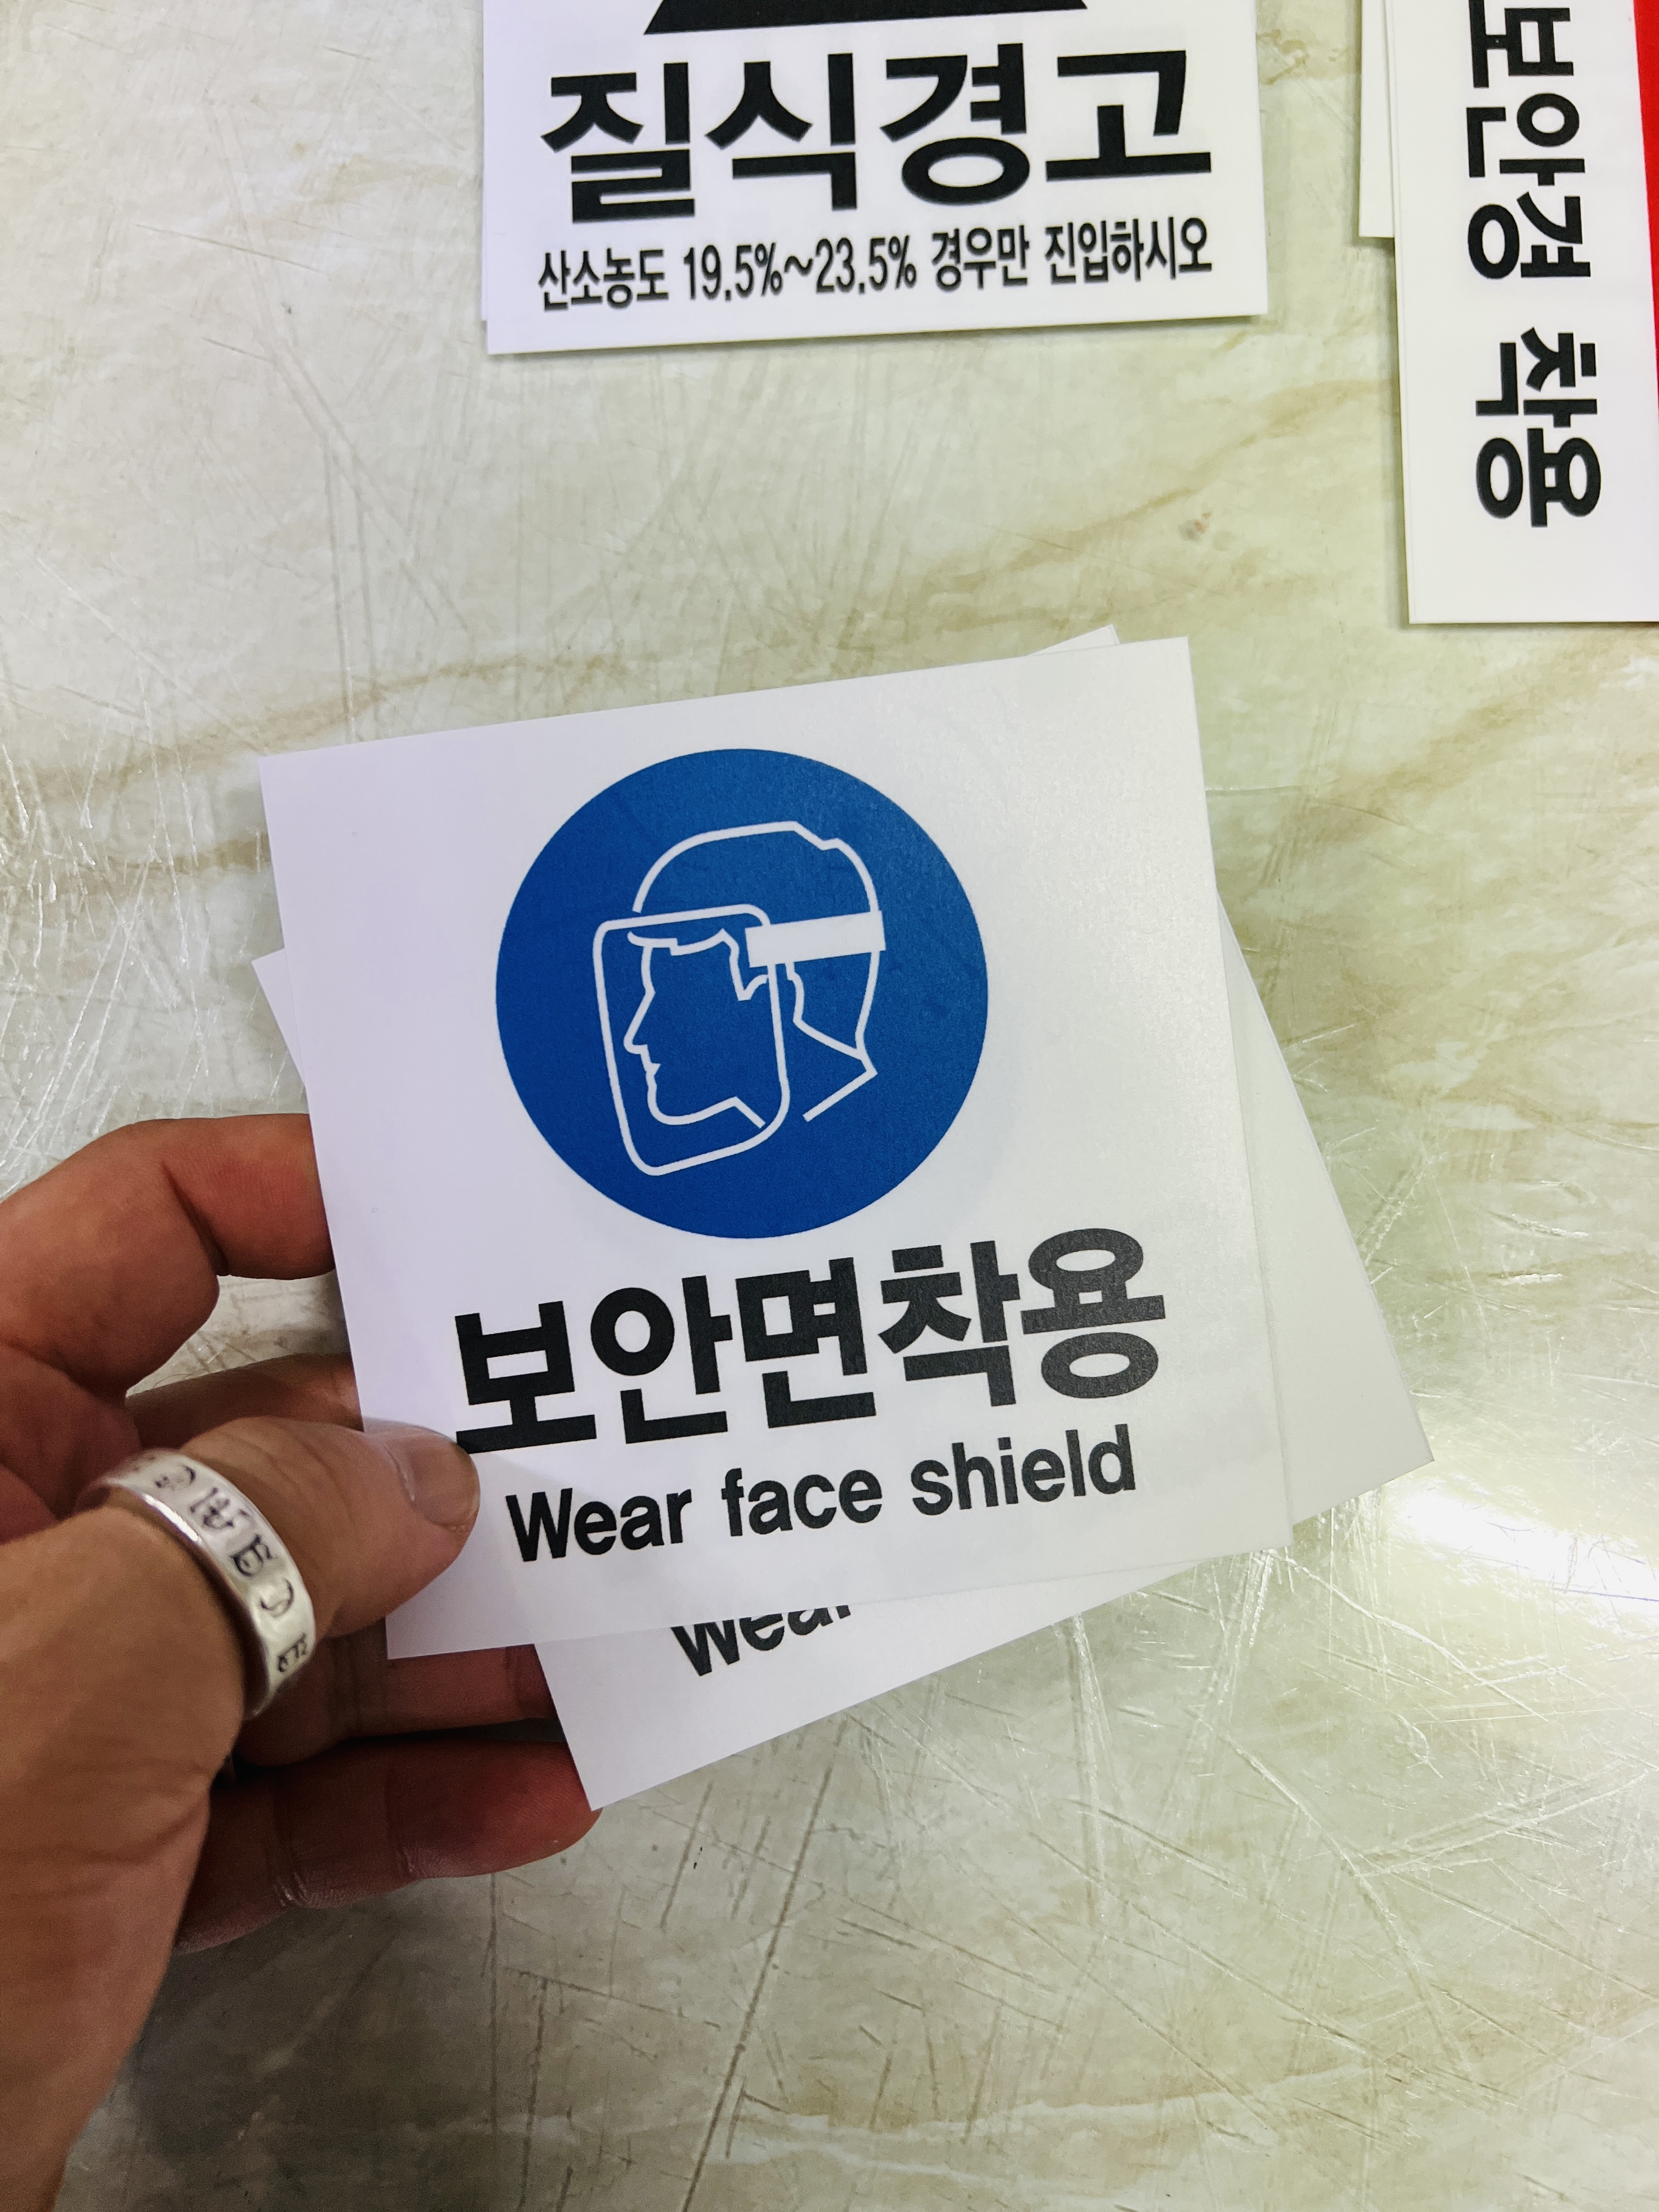 질식경고
산소농도 19.5%~23.5% 경우만 진입하시오
보안경 착용
보안면착용
Wear face shield
Wear